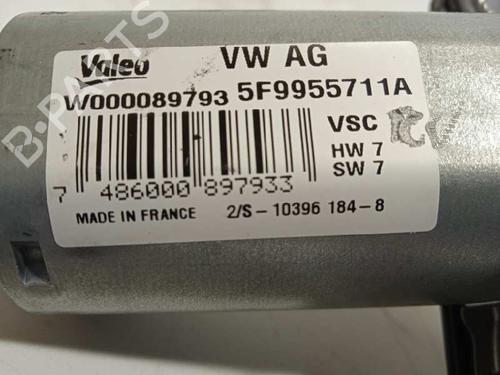 Valeo VW AG
W000089793 5F9955711A
VSC
HW 7
SW 7
7 486000 897933
MADE IN FRANCE 2/S-10396 184-8
B-PARTS